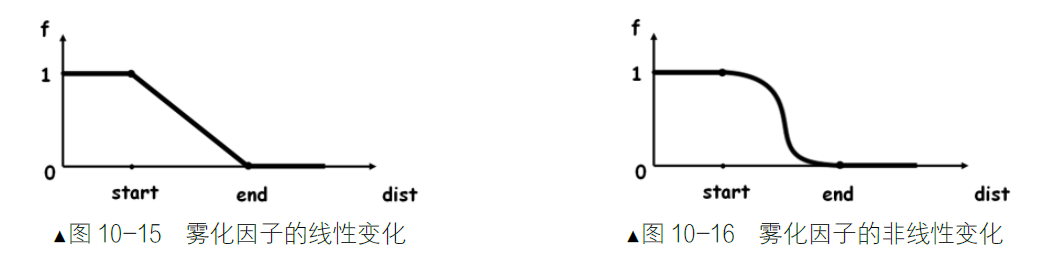 f
1
0
start
end
dist
▲图 10-15 雾化因子的线性变化
f
1
0
start
end
dist
▲图 10-16 雾化因子的非线性变化